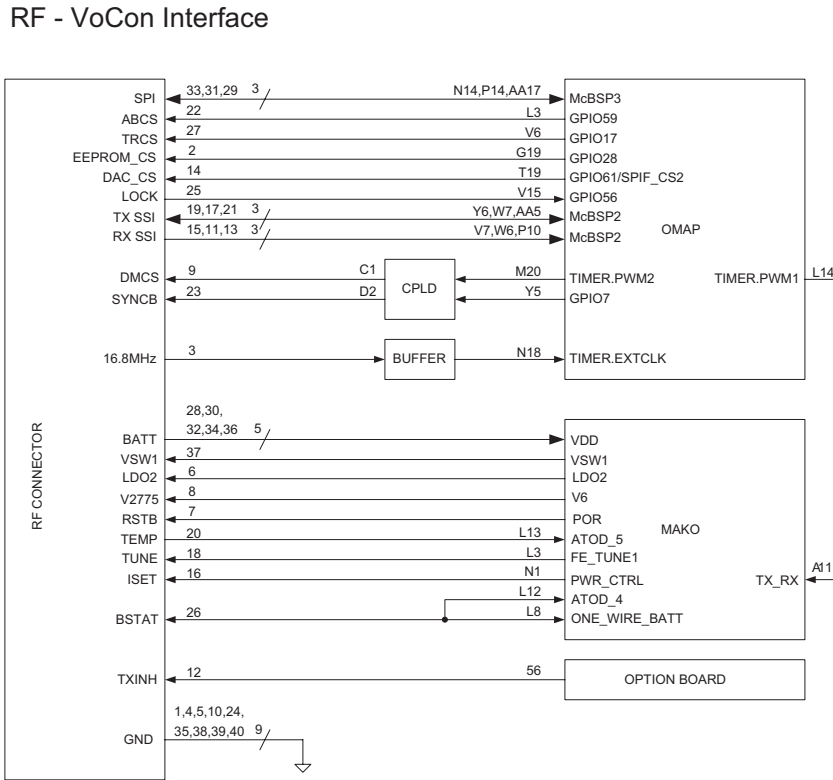 RF - VoCon Interface
SPI 33,31,29 3 N14,P14,AA17 McBSP3
ABCS 22 L3 GPIO59
TRCS 27 V6 GPIO17
EEPROM_CS 2 G19 GPIO28
DAC_CS 14 T19 GPIO61/SPIF_CS2
LOCK 25 V15 GPIO56
TX SSI 19,17,21 3 Y6,W7,AA5 McBSP2
RX SSI 15,11,13 3 V7,W6,P10 McBSP2
OMAP
DMCS 9 C1 CPLD M20 TIMER.PWM2 TIMER.PWM1 L14
SYNCB 23 D2 Y5 GPIO7
16.8MHz 3 BUFFER N18 TIMER.EXTCLK
RF CONNECTOR
28,30,
BATT 32,34,36 5 VDD
VSW1 37 VSW1
LDO2 6 LDO2
V2775 8 V6
RSTB 7 POR
MAKO
TEMP 20 L13 ATOD_5
TUNE 18 L3 FE_TUNE1
ISET 16 N1 PWR_CTRL TX_RX A11
L12 ATOD_4
BSTAT 26 L8 ONE_WIRE_BATT
TXINH 12 56 OPTION BOARD
1,4,5,10,24,
GND 35,38,39,40 9